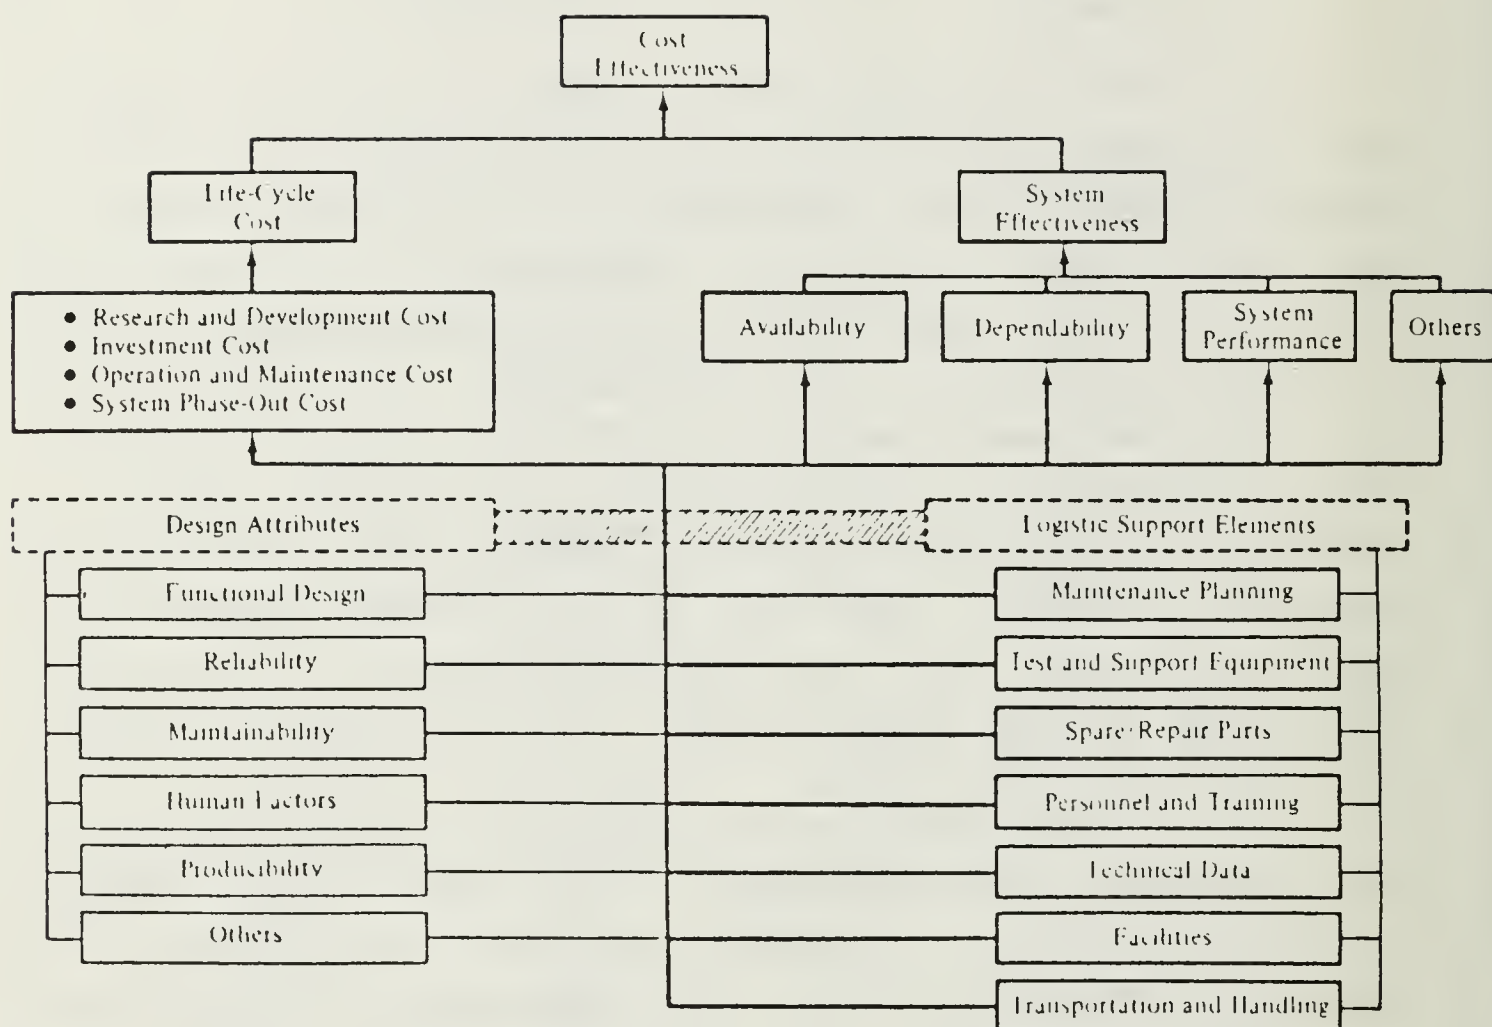 Cost
Effectiveness
Life-Cycle
Cost
System
Effectiveness
• Research and Development Cost
• Investment Cost
• Operation and Maintenance Cost
• System Phase-Out Cost
Availability
Dependability
System
Performance
Others
Design Attributes
Logistic Support Elements
Functional Design
Maintenance Planning
Reliability
Test and Support Equipment
Maintainability
Spare/Repair Parts
Human Factors
Personnel and Training
Producibility
Technical Data
Others
Facilities
Transportation and Handling